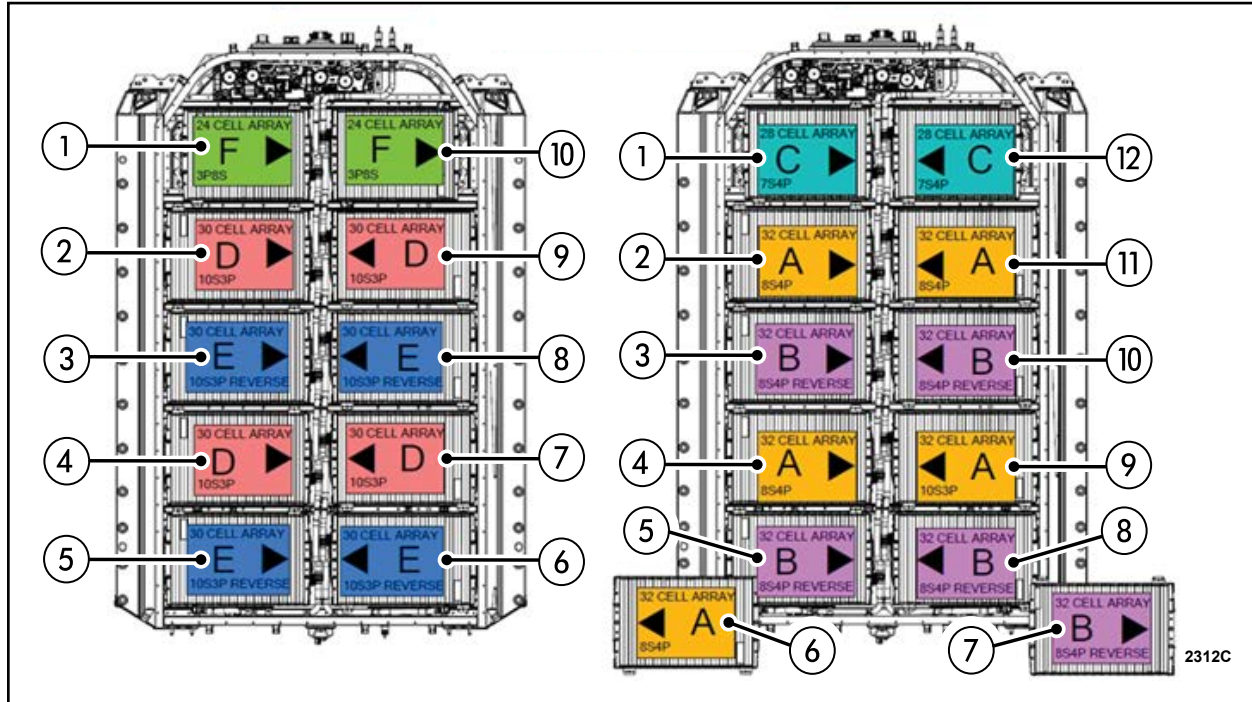 24 CELL ARRAY
F
3P8S
1
24 CELL ARRAY
F
3P8S
10
30 CELL ARRAY
D
10S3P
2
30 CELL ARRAY
D
10S3P
9
30 CELL ARRAY
E
10S3P REVERSE
3
30 CELL ARRAY
E
10S3P REVERSE
8
30 CELL ARRAY
D
10S3P
4
30 CELL ARRAY
D
10S3P
7
30 CELL ARRAY
E
10S3P REVERSE
5
30 CELL ARRAY
E
10S3P REVERSE
6
28 CELL ARRAY
C
7S4P
1
28 CELL ARRAY
C
7S4P
12
32 CELL ARRAY
A
8S4P
2
32 CELL ARRAY
A
8S4P
11
32 CELL ARRAY
B
8S4P REVERSE
3
32 CELL ARRAY
B
8S4P REVERSE
10
32 CELL ARRAY
A
8S4P
4
32 CELL ARRAY
A
10S3P
9
32 CELL ARRAY
B
8S4P REVERSE
5
32 CELL ARRAY
B
8S4P REVERSE
8
32 CELL ARRAY
A
8S4P
6
32 CELL ARRAY
B
8S4P REVERSE
7
2312C